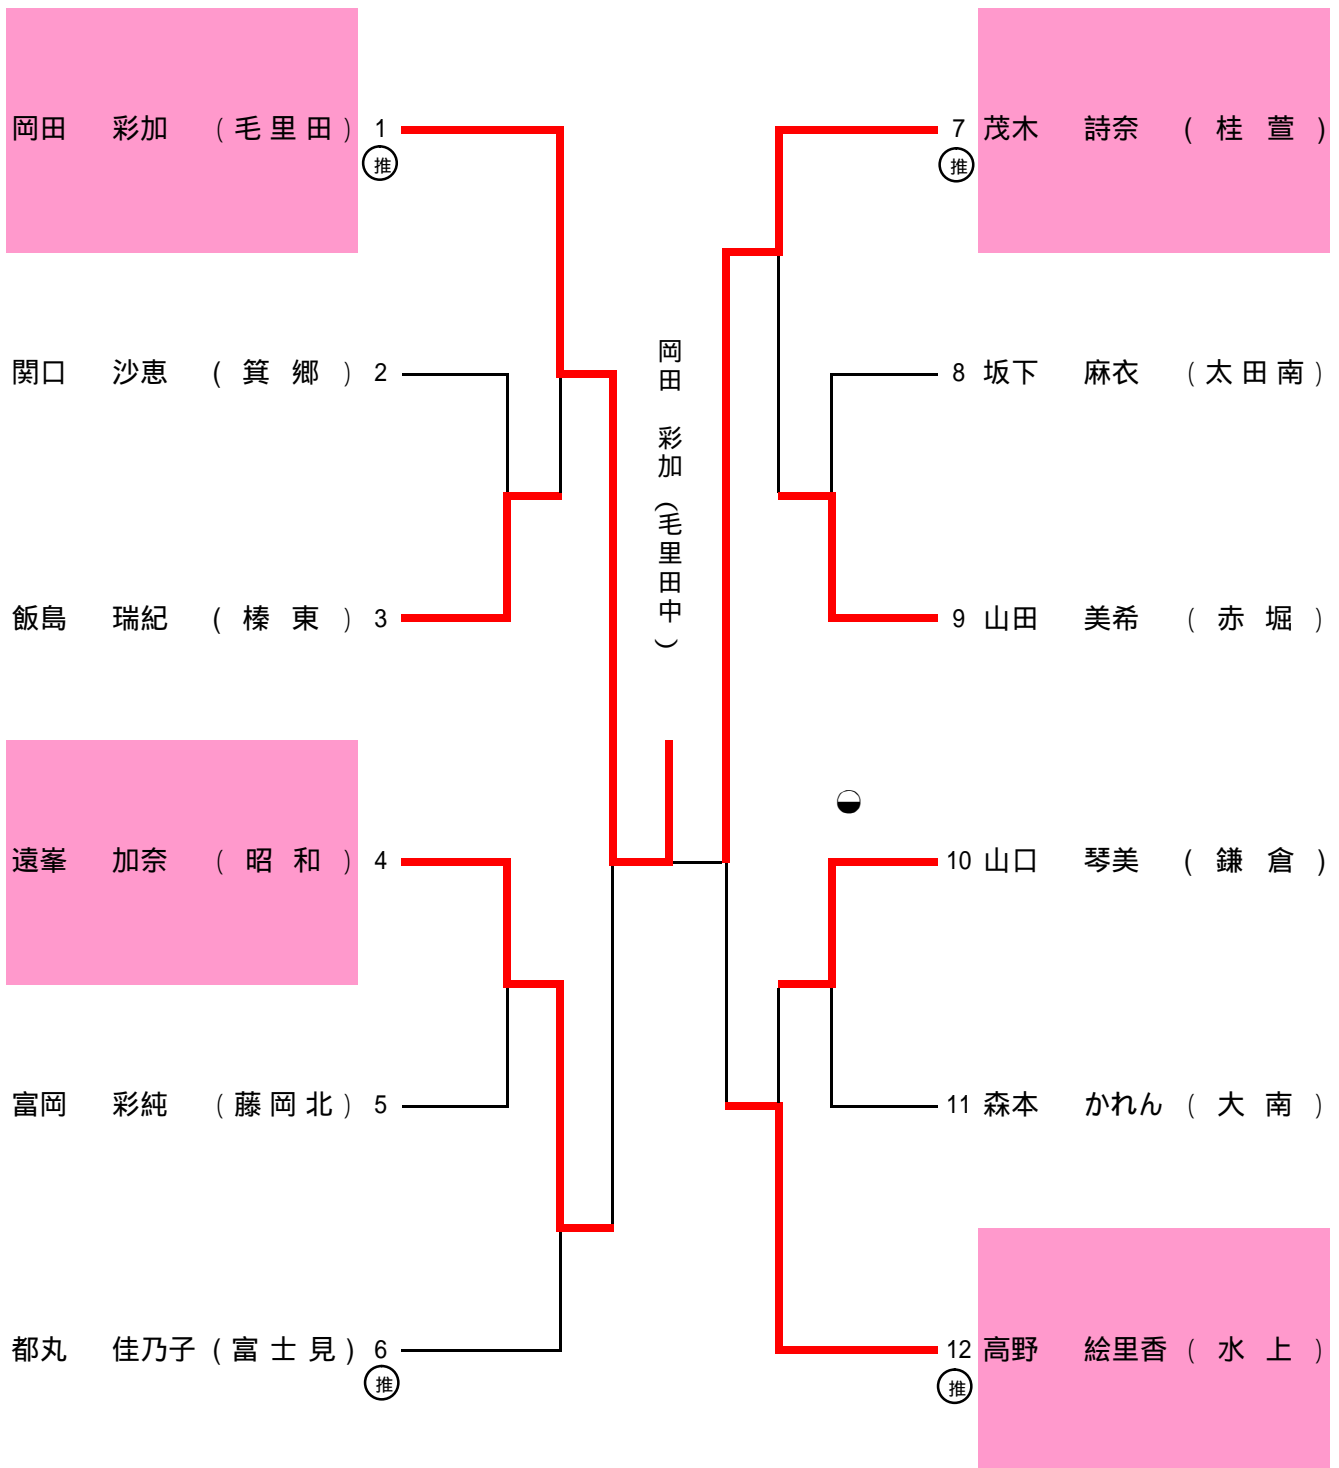 岡田 彩加 (毛里田) 1
推
関口 沙恵 (箕郷) 2
飯島 瑞紀 (榛東) 3
遠峯 加奈 (昭和) 4
富岡 彩純 (藤岡北) 5
都丸 佳乃子 (富士見) 6
推
岡田 彩加 (毛里田中)
7 茂木 詩奈 (桂萱)
推
8 坂下 麻衣 (太田南)
9 山田 美希 (赤堀)
10 山口 琴美 (鎌倉)
11 森本 かれん (大南)
12 高野 絵里香 (水上)
推